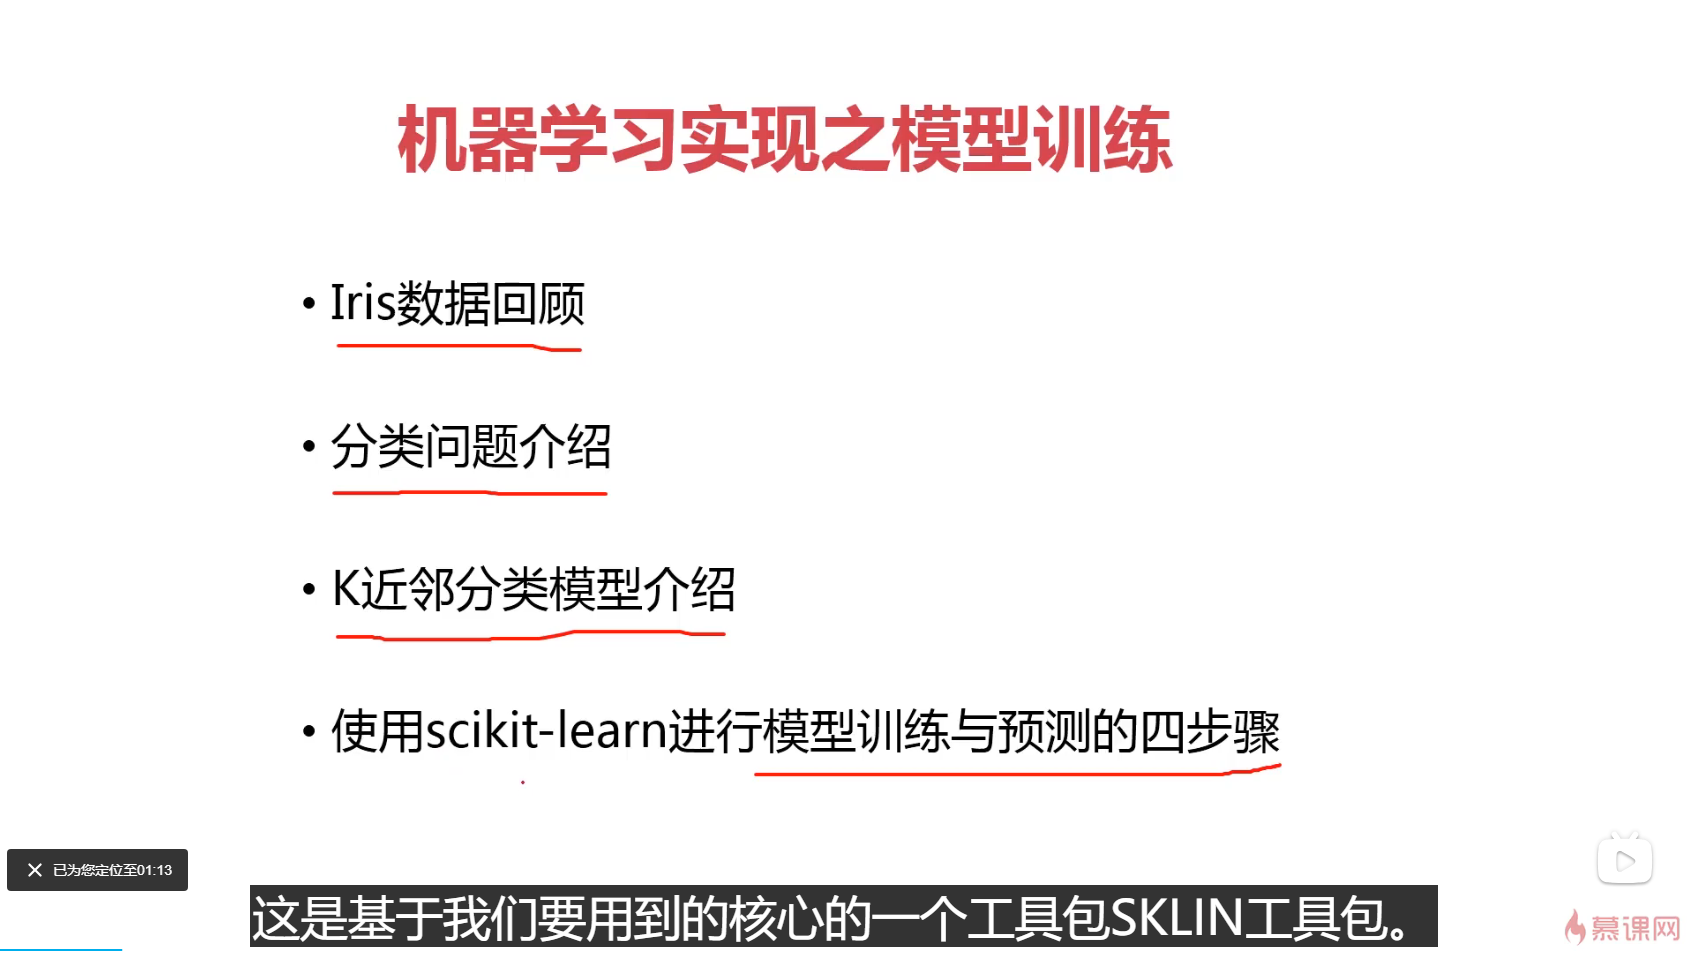 机器学习实现之模型训练
• Iris数据回顾
• 分类问题介绍
• K近邻分类模型介绍
• 使用scikit-learn进行模型训练与预测的四步骤
已为您定位至01:13
这是基于我们要用到的核心的一个工具包SKLIN工具包。
慕课网